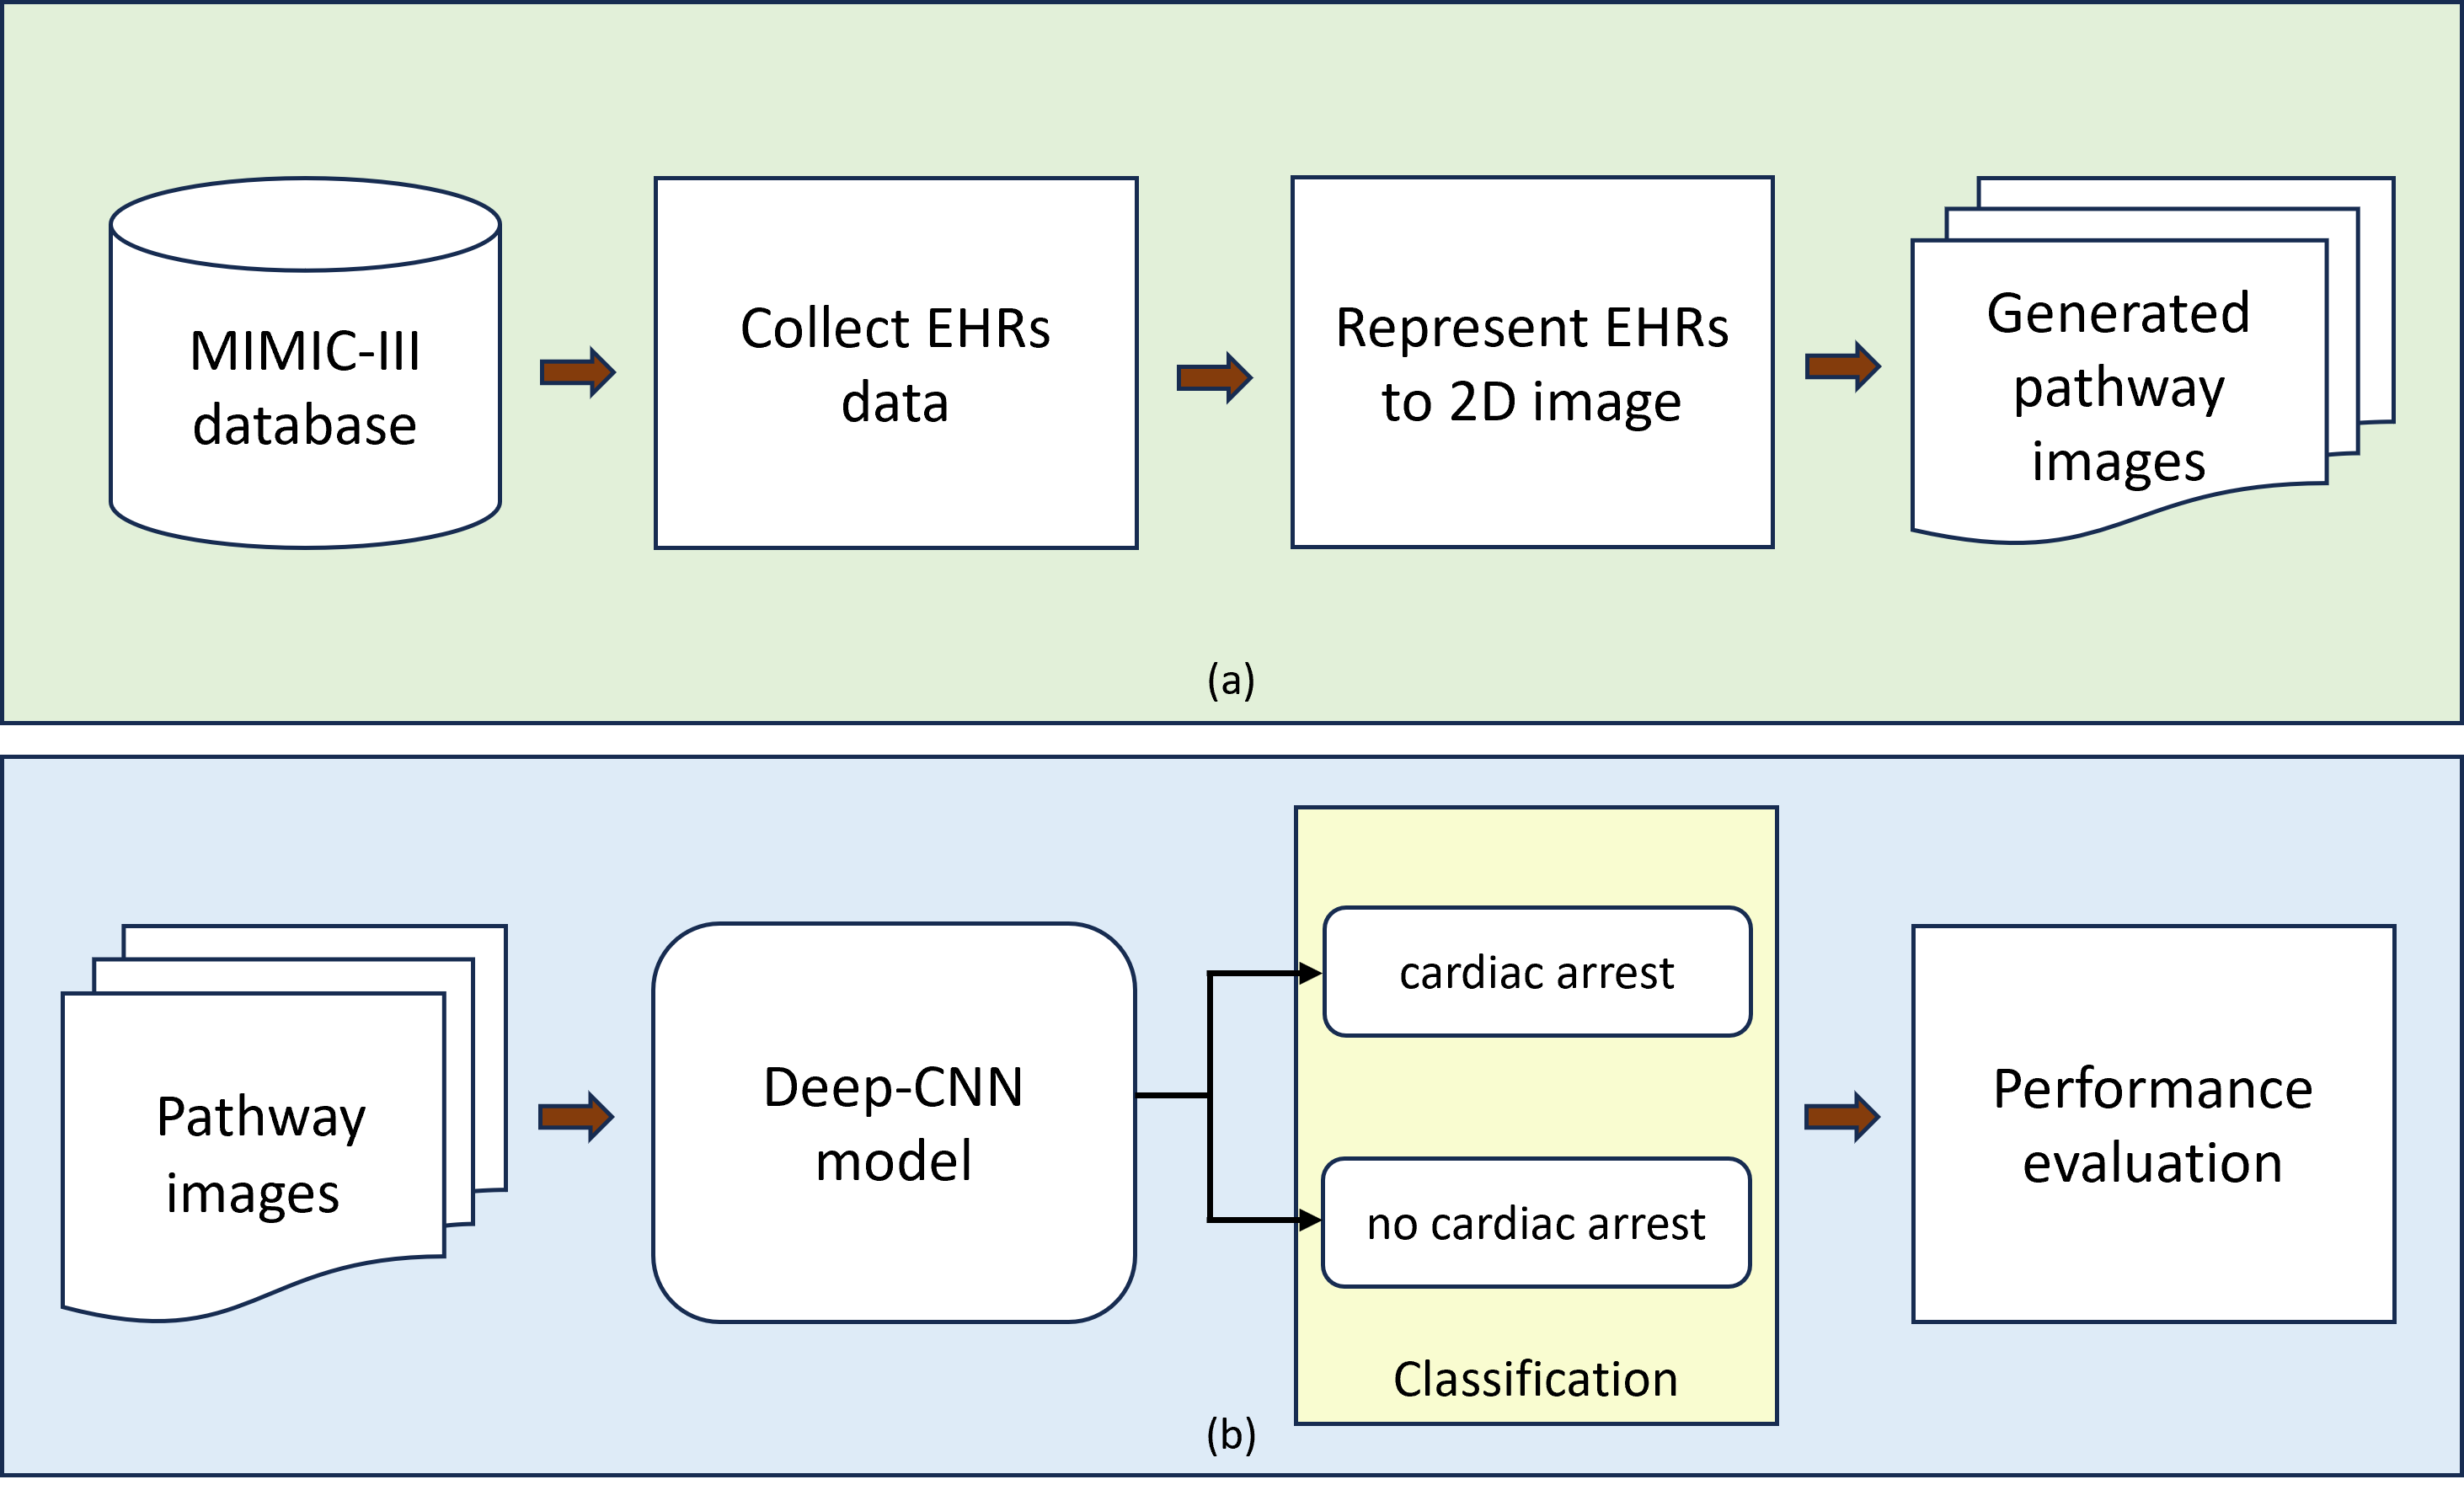 MIMIC-III
database
Collect EHRs
data
Represent EHRs
to 2D image
Generated
pathway
images
(a)
Pathway
images
Deep-CNN
model
cardiac arrest
no cardiac arrest
Classification
Performance
evaluation
(b)